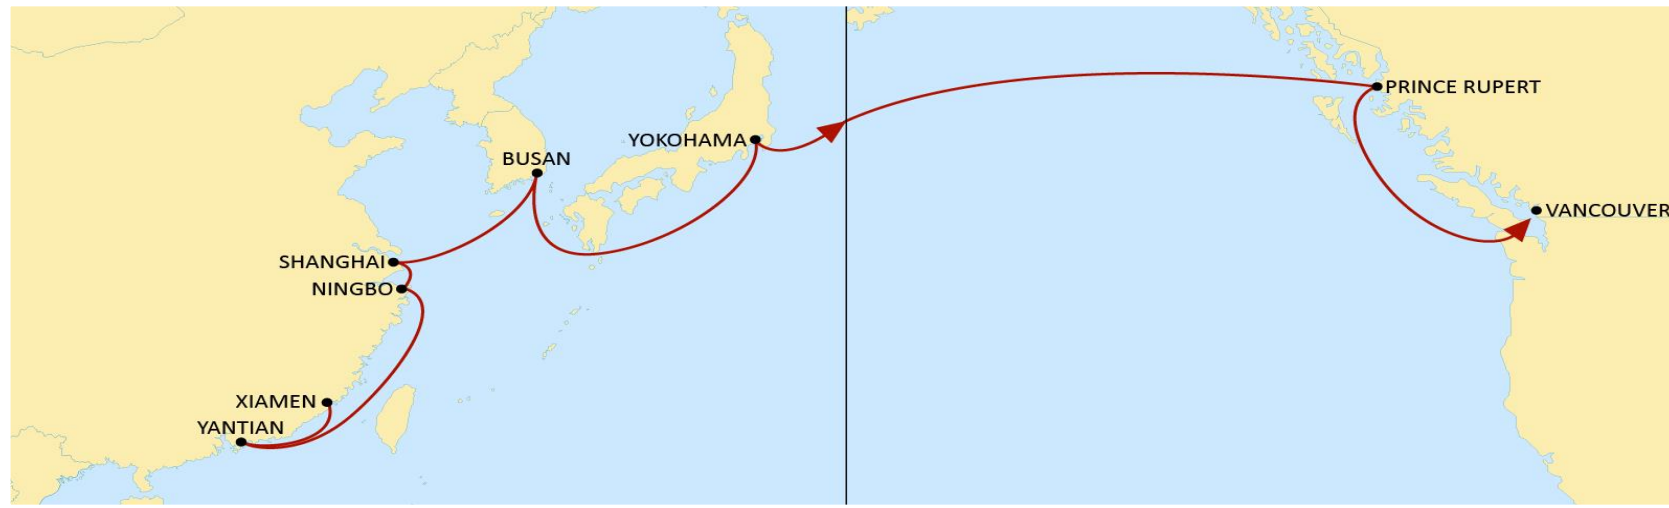 PRINCE RUPERT
YOKOHAMA
BUSAN
VANCOUVER
SHANGHAI
NINGBO
XIAMEN
YANTIAN